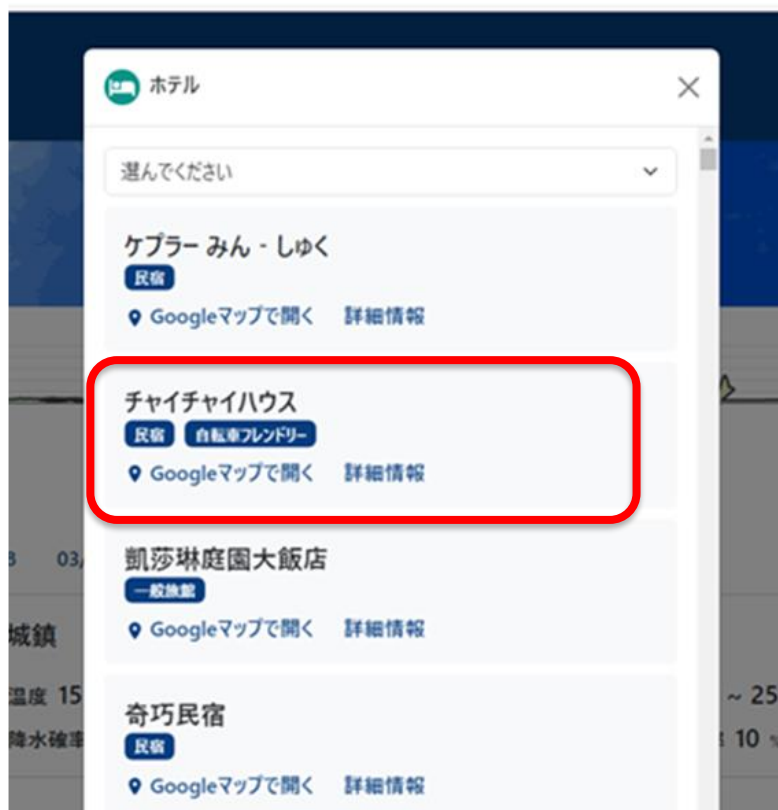 ホテル
選んでください
ケプラー みん - しゅく
民宿
Googleマップで開く 詳細情報
チャイチャイハウス
民宿 自転車フレンドリー
Googleマップで開く 詳細情報
03/
凱莎琳庭園大飯店
一般旅館
Googleマップで開く 詳細情報
城鎮
温度 15
~ 25
奇巧民宿
民宿
降水確率
10 %
Googleマップで開く 詳細情報